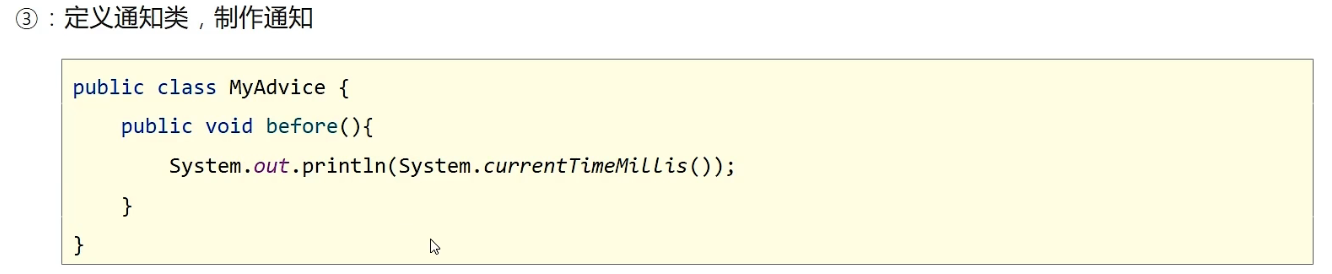 ③：定义通知类，制作通知
public class MyAdvice {
    public void before(){
        System.out.println(System.currentTimeMillis());
    }
}